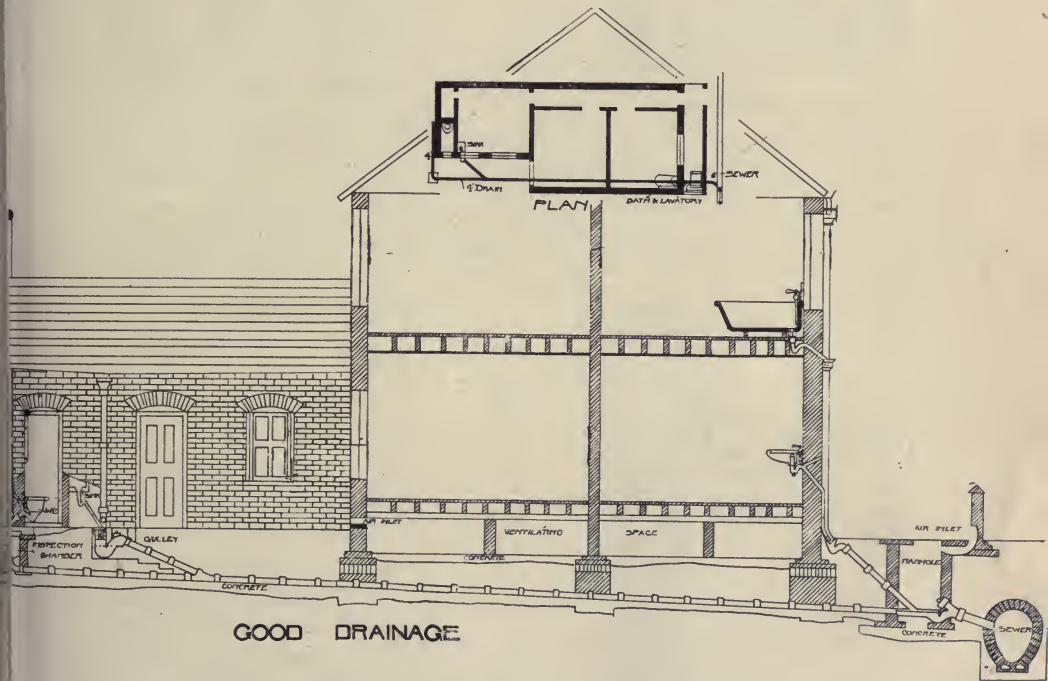 SINK
4" DRAIN
SEWER
PLAN
BATH & LAVATORY
SINK
W.C
GULLEY
INSPECTION
CHAMBER
AIR INLET
VENTILATING SPACE
CONCRETE
CONCRETE
AIR INLET
MANHOLE
SEWER
CONCRETE
GOOD DRAINAGE